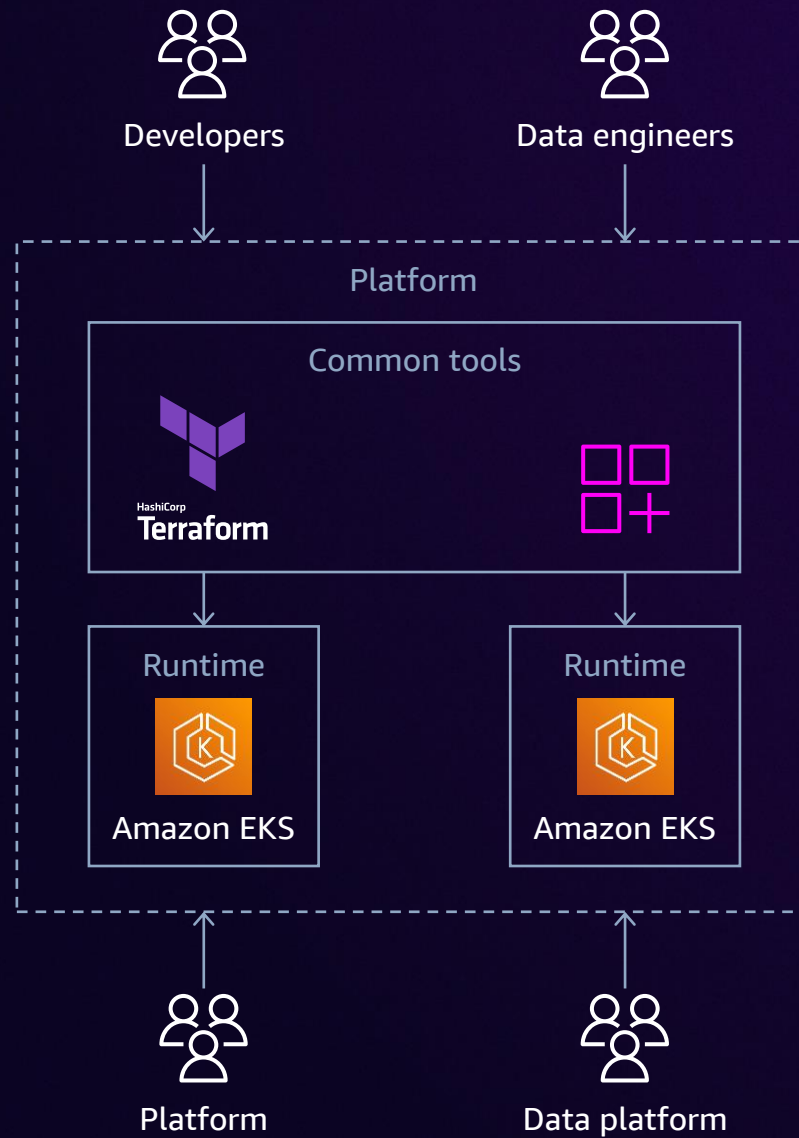 Developers
Data engineers
Platform
Common tools
HashiCorp
Terraform
Runtime
K
Amazon EKS
Runtime
K
Amazon EKS
Platform
Data platform